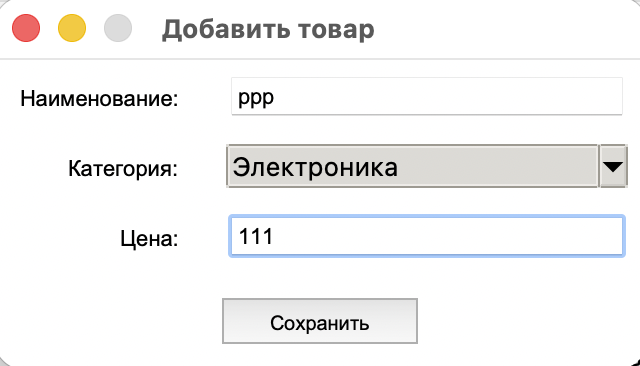 Добавить товар
Наименование: ppp
Категория: Электроника
Цена: 111
Сохранить